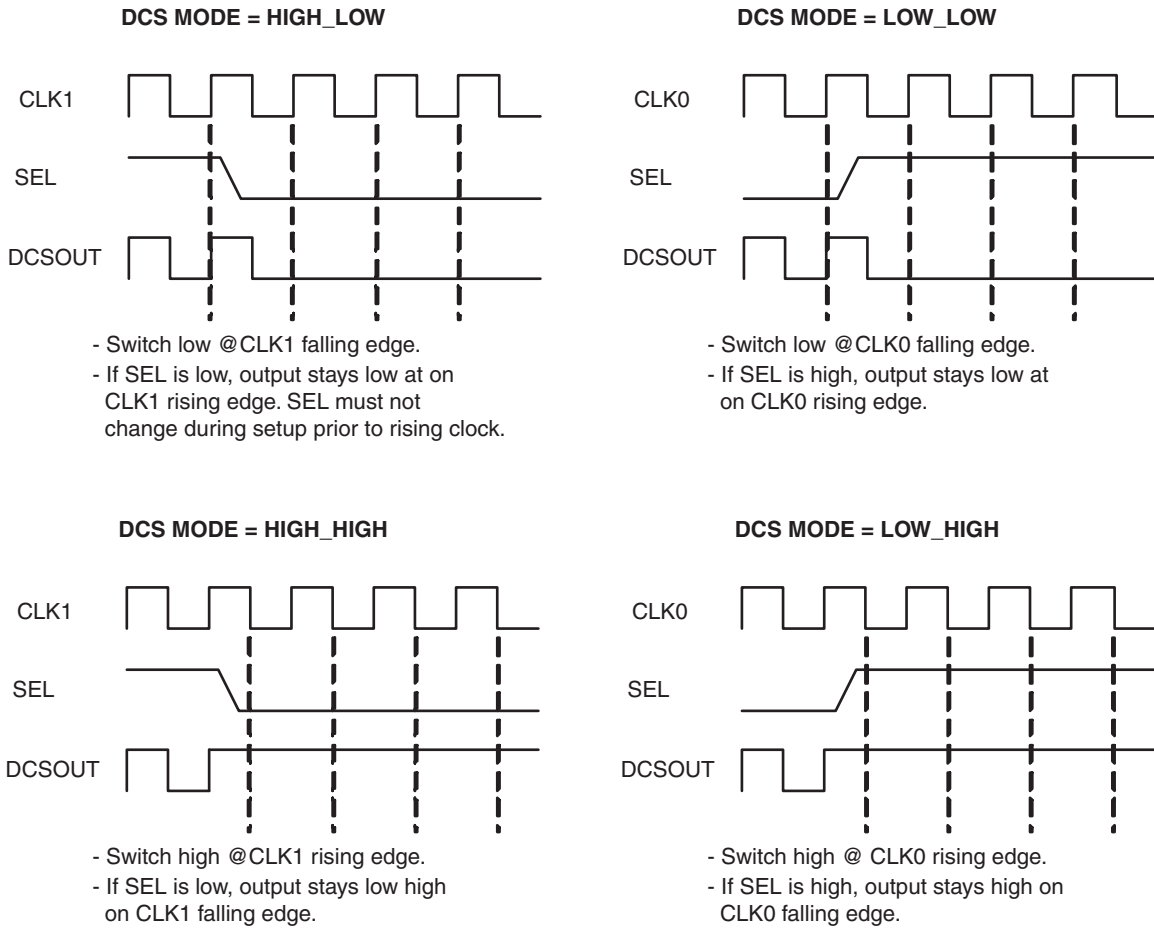 DCS MODE = HIGH_LOW
CLK1
SEL
DCSOUT
- Switch low @CLK1 falling edge.
- If SEL is low, output stays low at on
CLK1 rising edge. SEL must not
change during setup prior to rising clock.
DCS MODE = LOW_LOW
CLK0
SEL
DCSOUT
- Switch low @CLK0 falling edge.
- If SEL is high, output stays low at
on CLK0 rising edge.
DCS MODE = HIGH_HIGH
CLK1
SEL
DCSOUT
- Switch high @CLK1 rising edge.
- If SEL is low, output stays low high
on CLK1 falling edge.
DCS MODE = LOW_HIGH
CLK0
SEL
DCSOUT
- Switch high @ CLK0 rising edge.
- If SEL is high, output stays high on
CLK0 falling edge.